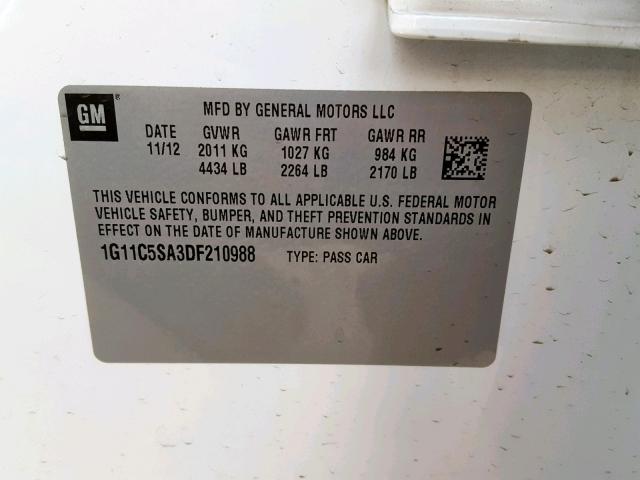 GM ® MFD BY GENERAL MOTORS LLC
DATE GVWR GAWR FRT GAWR RR
11/12 2011 KG 1027 KG 984 KG
4434 LB 2264 LB 2170 LB
THIS VEHICLE CONFORMS TO ALL APPLICABLE U.S. FEDERAL MOTOR
VEHICLE SAFETY, BUMPER, AND THEFT PREVENTION STANDARDS IN
EFFECT ON THE DATE OF MANUFACTURE SHOWN ABOVE.
1G11C5SA3DF210988 TYPE: PASS CAR